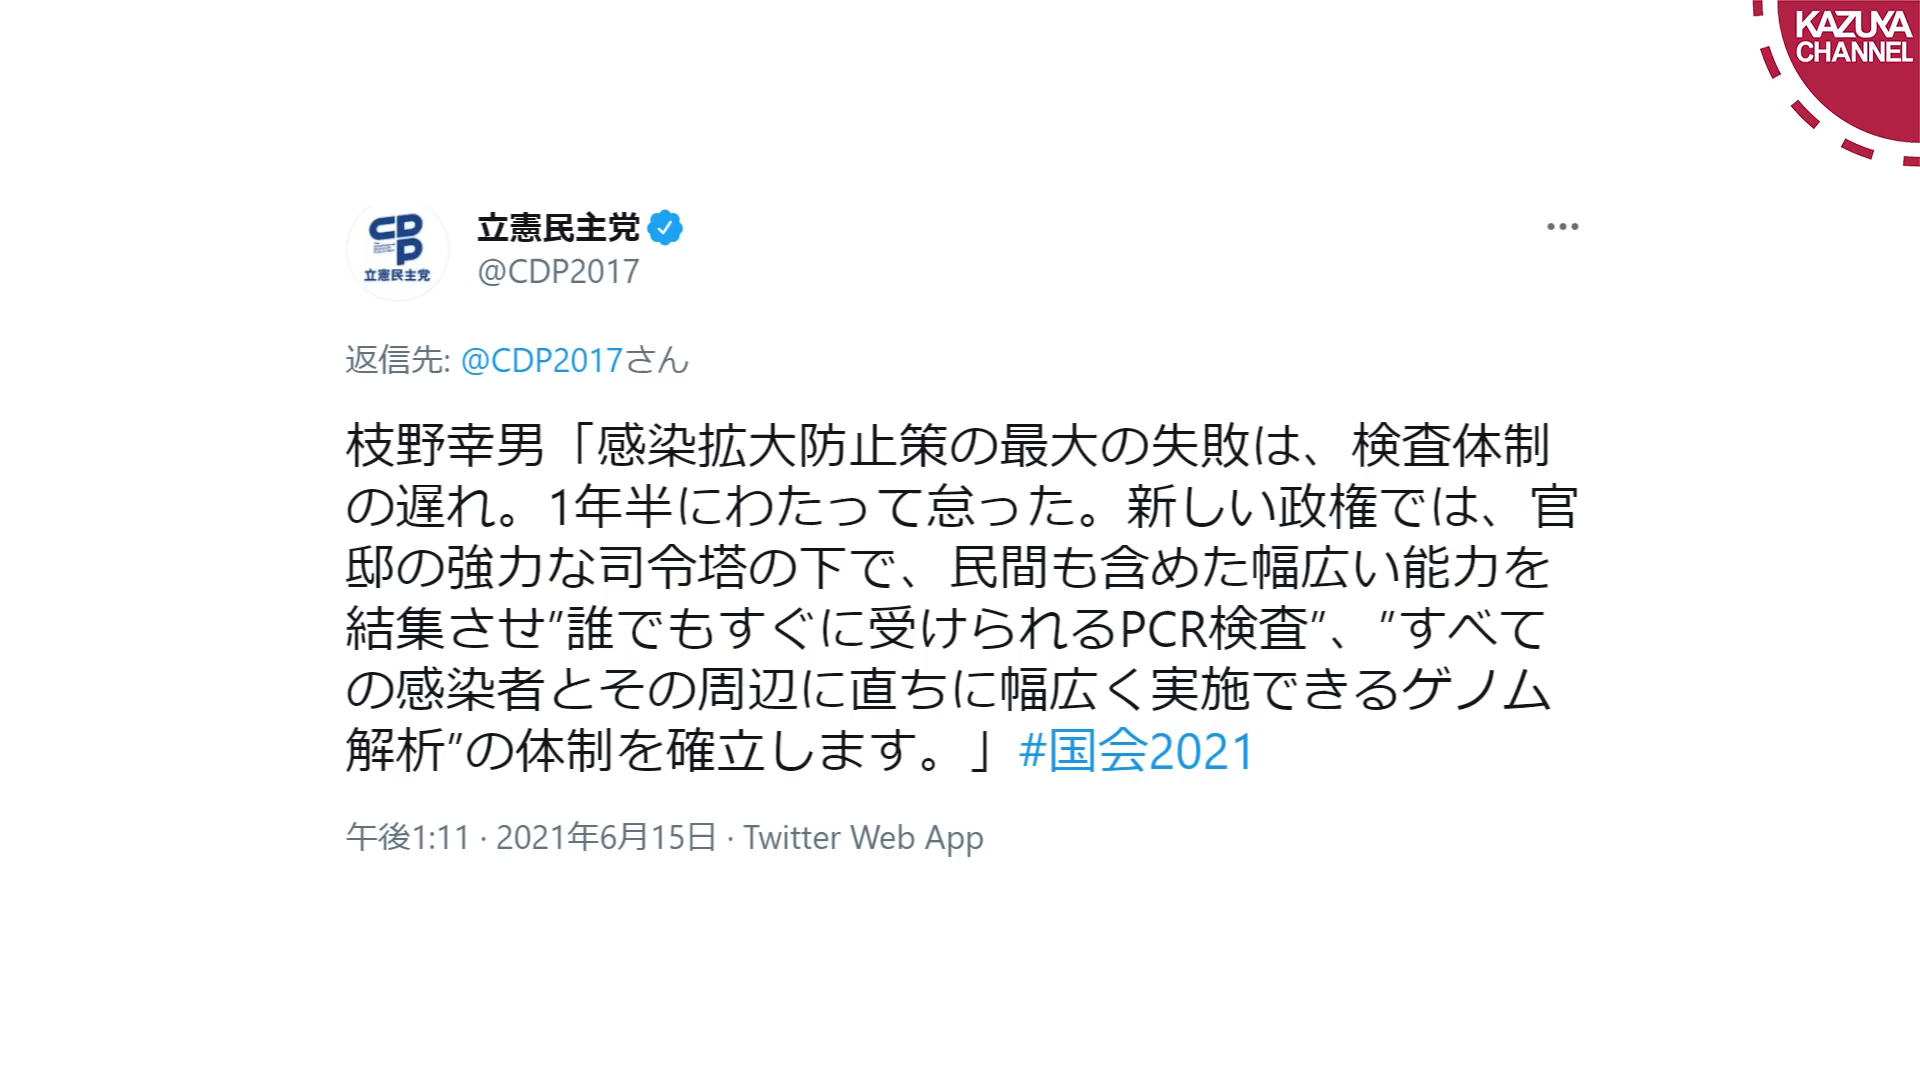 KAZUYA
CHANNEL
CDP
立憲民主党
立憲民主党
@CDP2017
返信先: @CDP2017さん
枝野幸男「感染拡大防止策の最大の失敗は、検査体制
の遅れ。1年半にわたって怠った。新しい政権では、官
邸の強力な司令塔の下で、民間も含めた幅広い能力を
結集させ”誰でもすぐに受けられるPCR検査”、”すべて
の感染者とその周辺に直ちに幅広く実施できるゲノム
解析”の体制を確立します。」#国会2021
午後1:11 · 2021年6月15日 · Twitter Web App